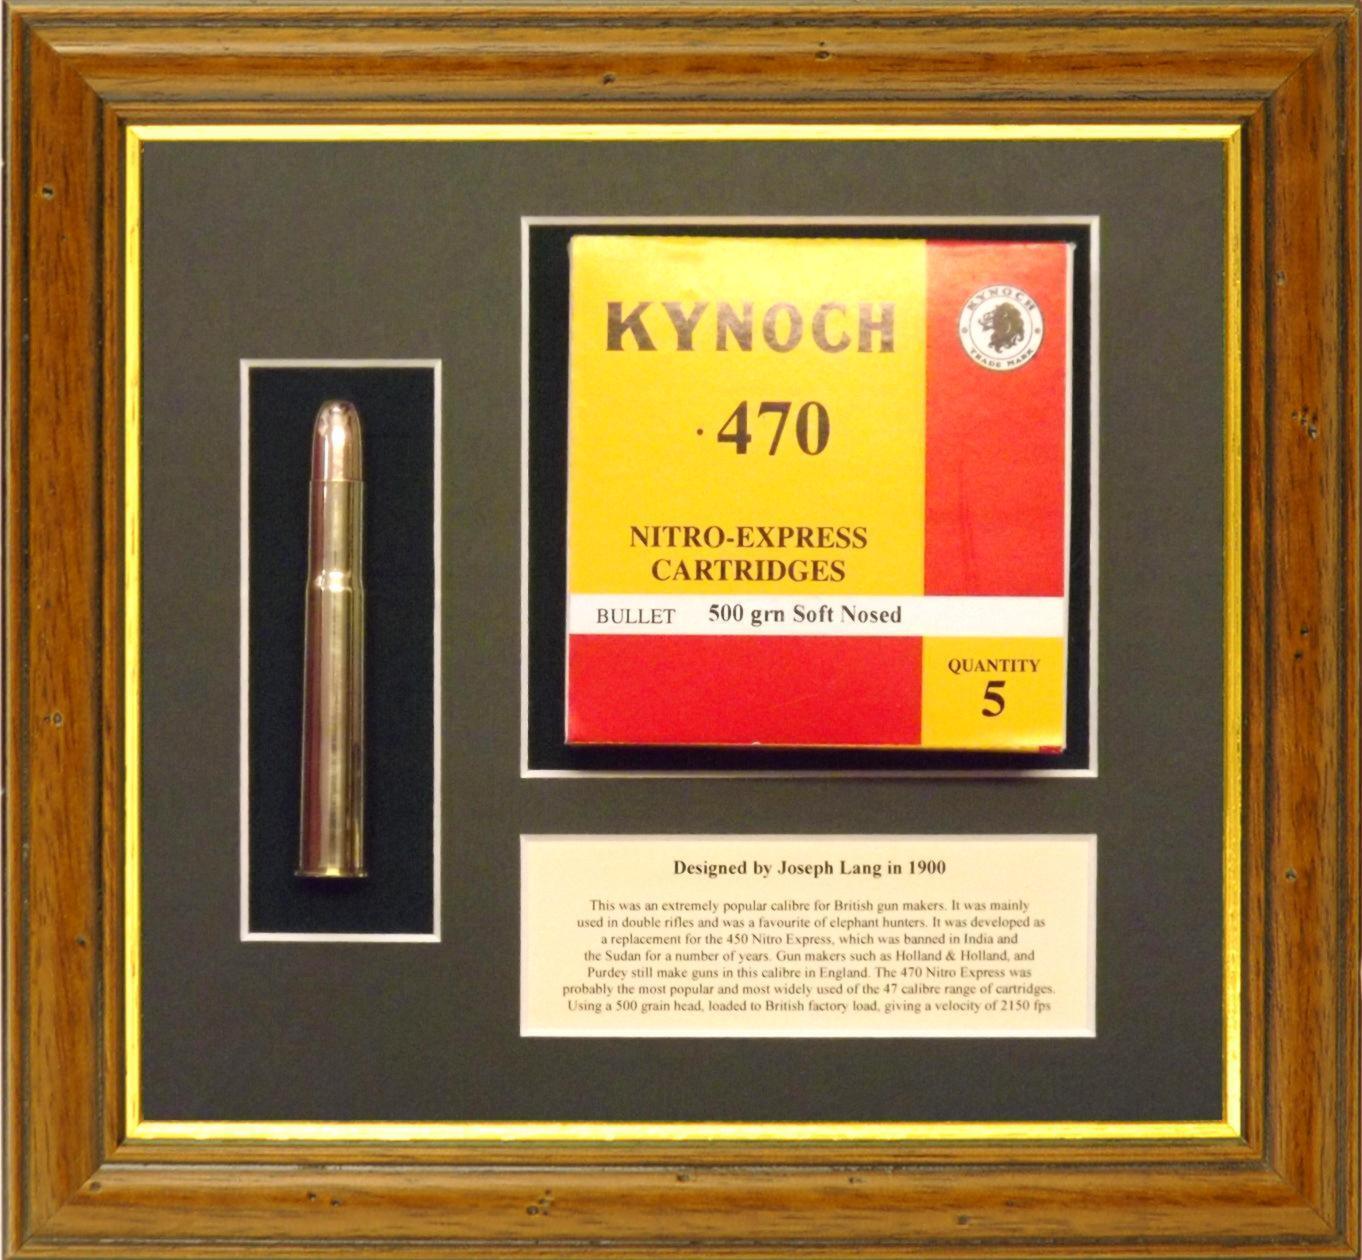 KYNOCH
KYNOCH
TRADE MARK
·470
NITRO-EXPRESS
CARTRIDGES
BULLET 500 grn Soft Nosed
QUANTITY
5
Designed by Joseph Lang in 1900
This was an extremely popular calibre for British gun makers. It was mainly
used in double rifles and was a favourite of elephant hunters. It was developed as
a replacement for the 450 Nitro Express, which was banned in India and
the Sudan for a number of years. Gun makers such as Holland & Holland, and
Purdey still make guns in this calibre in England. The 470 Nitro Express was
probably the most popular and most widely used of the 47 calibre range of cartridges.
Using a 500 grain head, loaded to British factory load, giving a velocity of 2150 fps